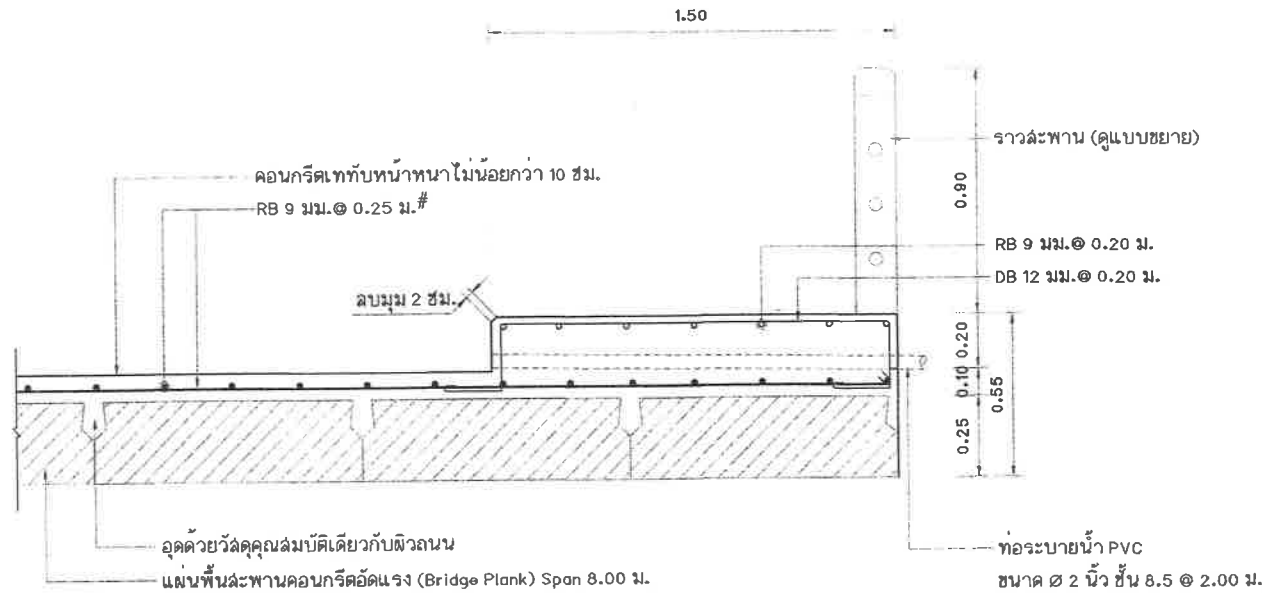 1.50
ราวสะพาน (ดูแบบขยาย)
คอนกรีตเททับหน้าหนาไม่น้อยกว่า 10 ซม.
RB 9 มม.@ 0.25 ม.#
0.90
RB 9 มม.@ 0.20 ม.
DB 12 มม.@ 0.20 ม.
ลบมุม 2 ซม.
0.20
0.10
0.55
0.25
อุดด้วยวัสดุคุณสมบัติเดียวกับผิวถนน
ท่อระบายน้ำ PVC
แผ่นพื้นสะพานคอนกรีตอัดแรง (Bridge Plank) Span 8.00 ม.
ขนาด Ø 2 นิ้ว ชั้น 8.5 @ 2.00 ม.